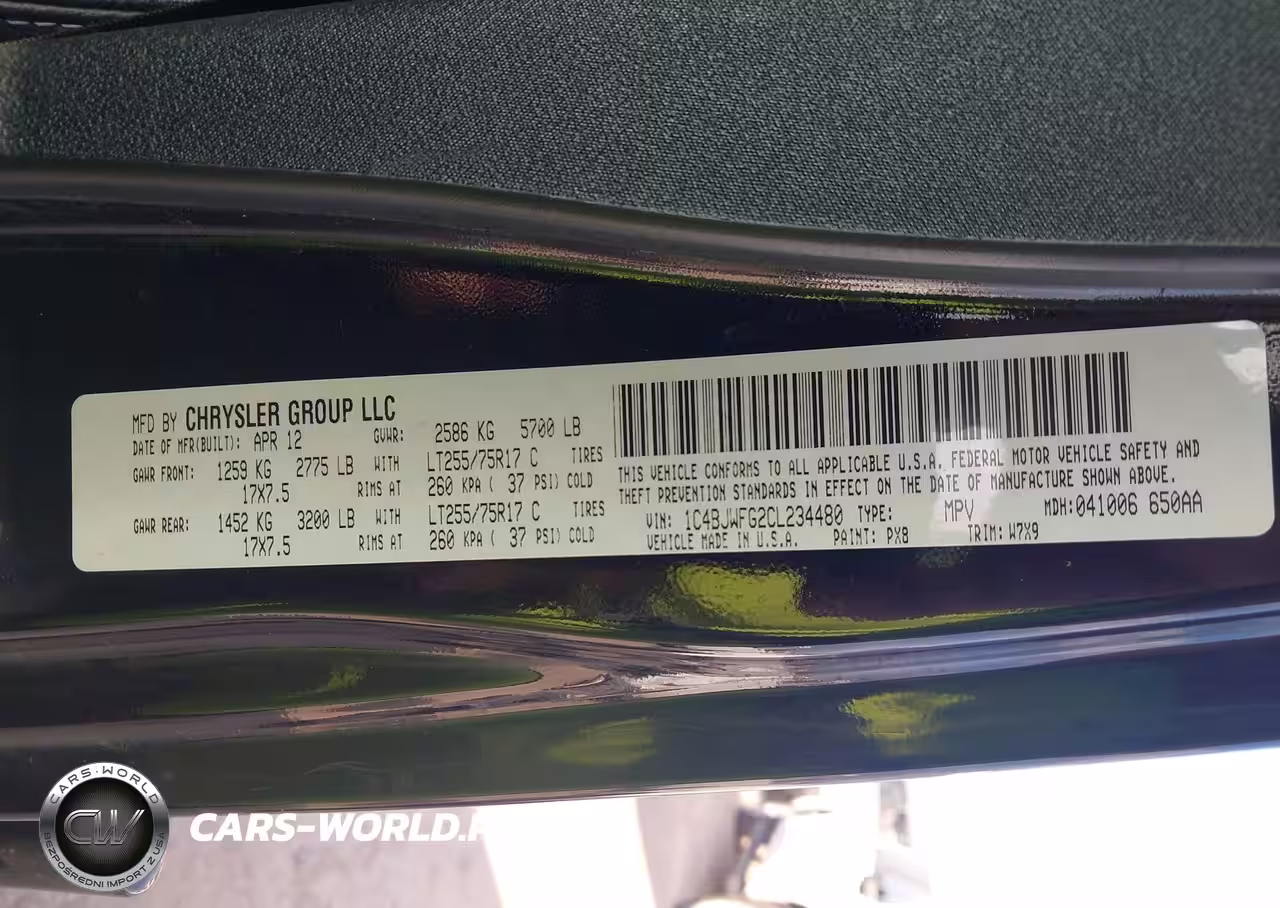 MFD BY CHRYSLER GROUP LLC
DATE OF MFR(BUILT): APR 12 GVWR: 2586 KG 5700 LB
GAWR FRONT: 1259 KG 2775 LB WITH LT255/75R17 C TIRES
17X7.5 RIMS AT 260 KPA ( 37 PSI) COLD
GAWR REAR: 1452 KG 3200 LB WITH LT255/75R17 C TIRES
17X7.5 RIMS AT 260 KPA ( 37 PSI) COLD
THIS VEHICLE CONFORMS TO ALL APPLICABLE U.S.A. FEDERAL MOTOR VEHICLE SAFETY AND
THEFT PREVENTION STANDARDS IN EFFECT ON THE DATE OF MANUFACTURE SHOWN ABOVE.
VIN: 1C4BJWFG2CL234480 TYPE: MPV MDH:041006 650AA
VEHICLE MADE IN U.S.A. PAINT: PX8 TRIM: W7X9
CARS-WORLD
CW
BEZPOŚREDNI IMPORT Z USA
CARS-WORLD.P